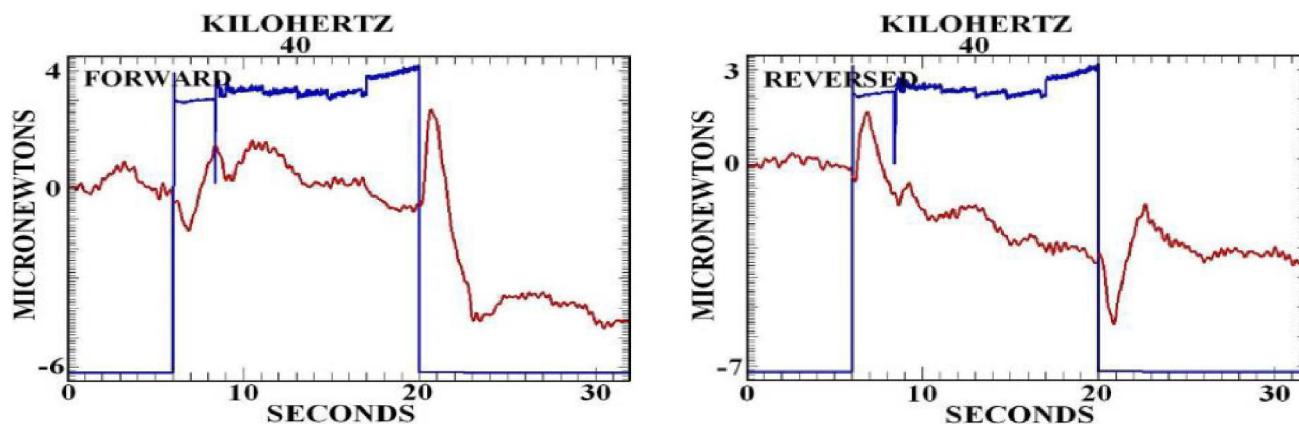 KILOHERTZ
40
4
FORWARD
0
-6
MICRONEWTONS
0 10 20 30
SECONDS
KILOHERTZ
40
3
REVERSED
0
-7
MICRONEWTONS
0 10 20 30
SECONDS